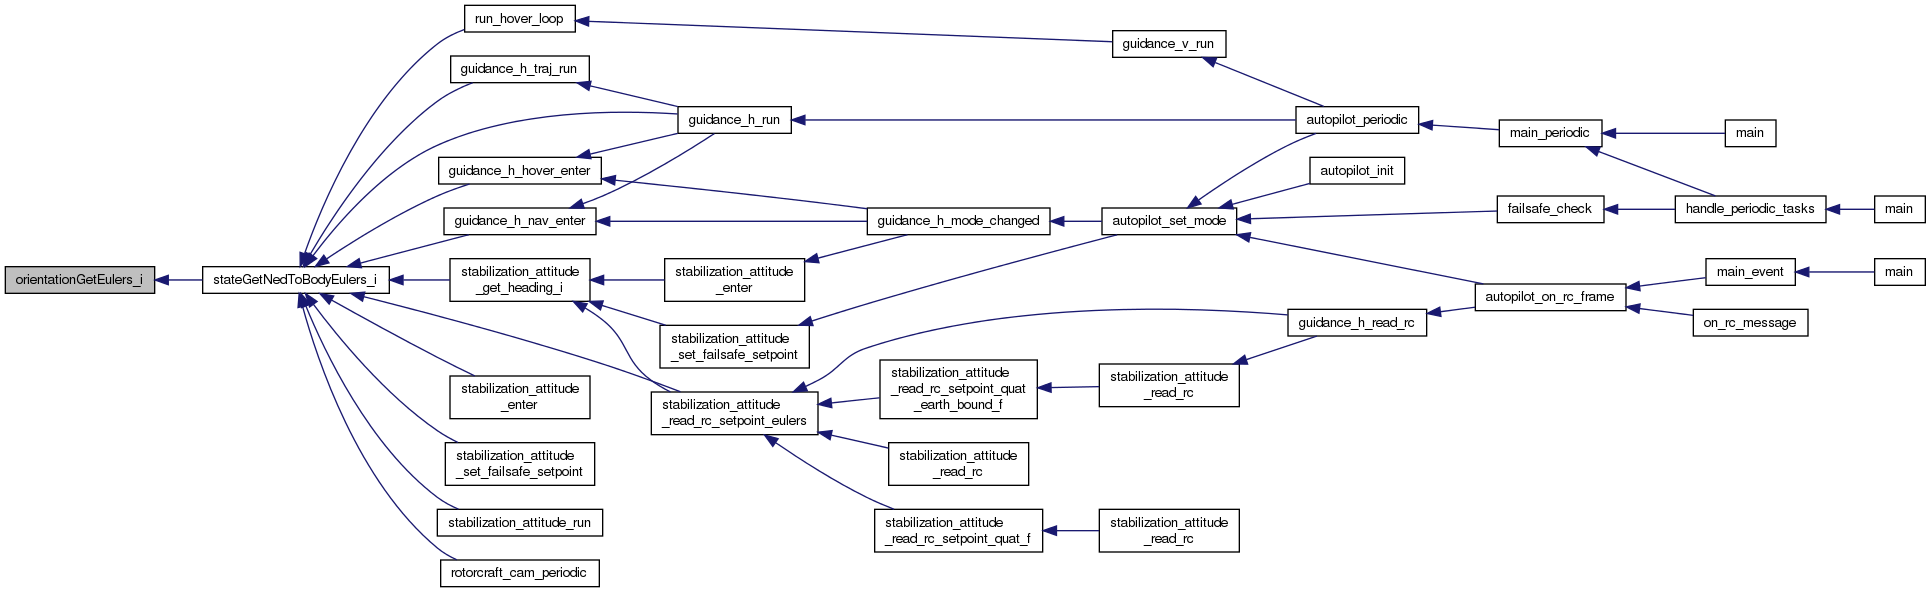 run_hover_loop
guidance_v_run
guidance_h_traj_run
guidance_h_run
autopilot_periodic
main_periodic
main
guidance_h_hover_enter
autopilot_init
guidance_h_nav_enter
guidance_h_mode_changed
autopilot_set_mode
failsafe_check
handle_periodic_tasks
main
orientationGetEulers_i
stateGetNedToBodyEulers_i
stabilization_attitude
_get_heading_i
stabilization_attitude
_enter
main_event
main
autopilot_on_rc_frame
stabilization_attitude
_set_failsafe_setpoint
guidance_h_read_rc
on_rc_message
stabilization_attitude
_enter
stabilization_attitude
_read_rc_setpoint_eulers
stabilization_attitude
_read_rc_setpoint_quat
_earth_bound_f
stabilization_attitude
_read_rc
stabilization_attitude
_set_failsafe_setpoint
stabilization_attitude
_read_rc
stabilization_attitude_run
stabilization_attitude
_read_rc_setpoint_quat_f
stabilization_attitude
_read_rc
rotorcraft_cam_periodic